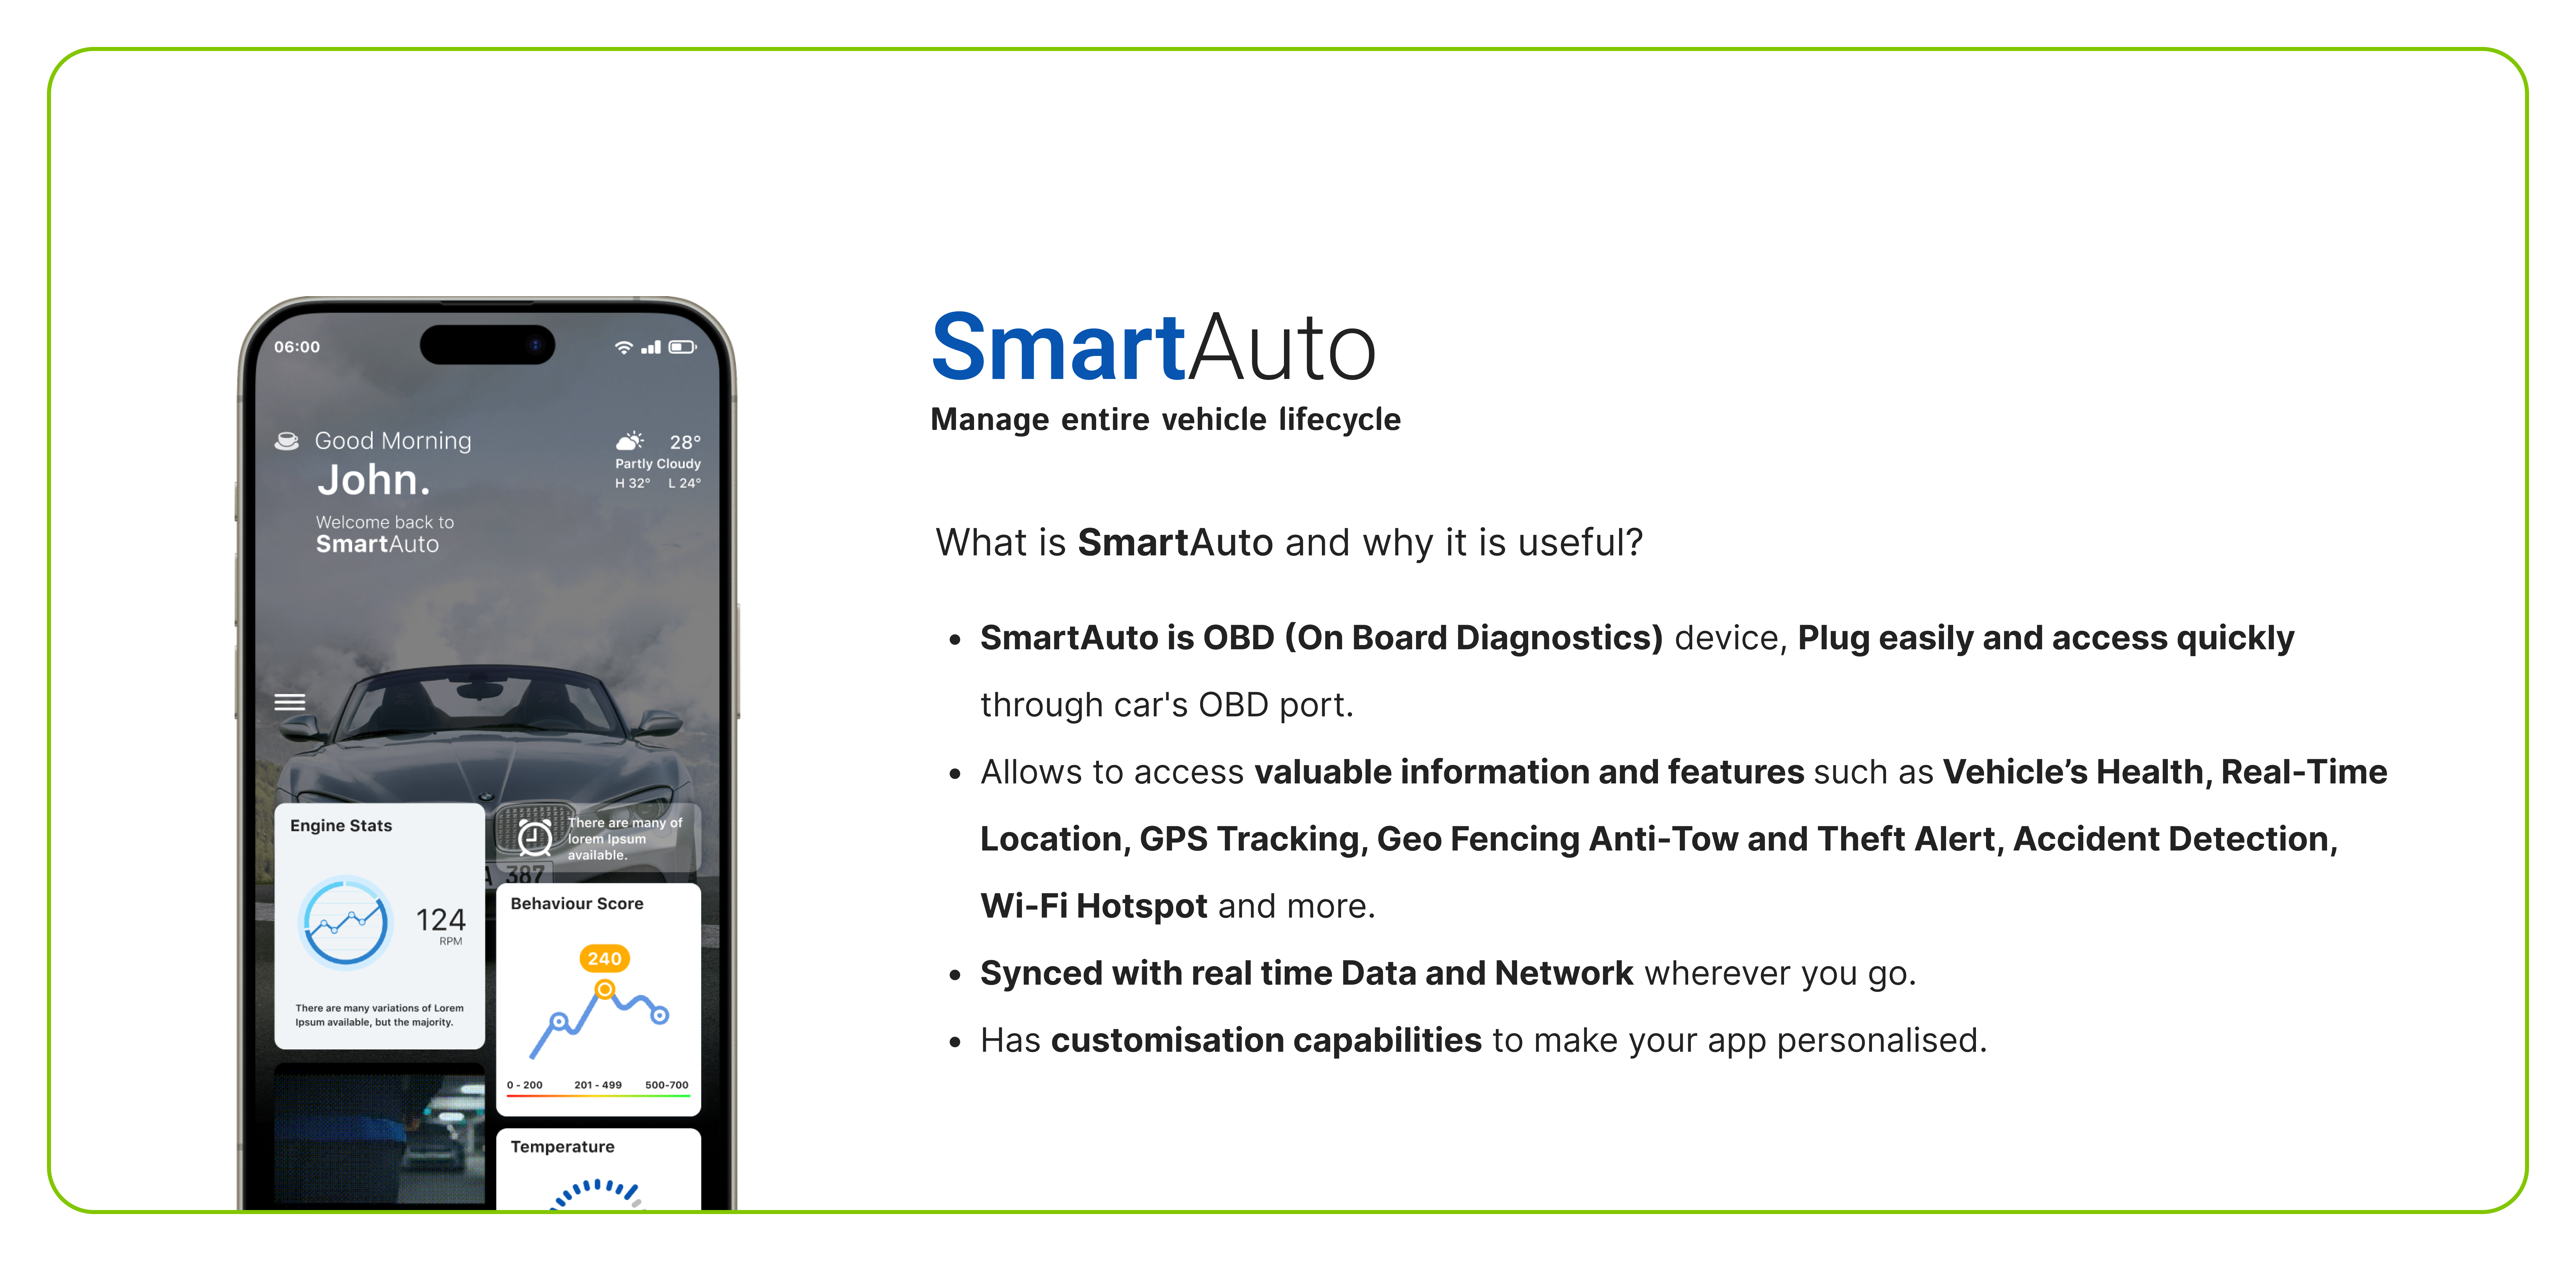 06:00
Good Morning
John.
Welcome back to
SmartAuto
28°
Partly Cloudy
H 32° L 24°
Engine Stats
124
RPM
There are many variations of Lorem
Ipsum available, but the majority.
There are many of
lorem Ipsum
available.
A 387
Behaviour Score
240
0 - 200 201 - 499 500-700
Temperature
SmartAuto
Manage entire vehicle lifecycle
What is SmartAuto and why it is useful?
• SmartAuto is OBD (On Board Diagnostics) device, Plug easily and access quickly
through car's OBD port.
• Allows to access valuable information and features such as Vehicle’s Health, Real-Time
Location, GPS Tracking, Geo Fencing Anti-Tow and Theft Alert, Accident Detection,
Wi-Fi Hotspot and more.
• Synced with real time Data and Network wherever you go.
• Has customisation capabilities to make your app personalised.